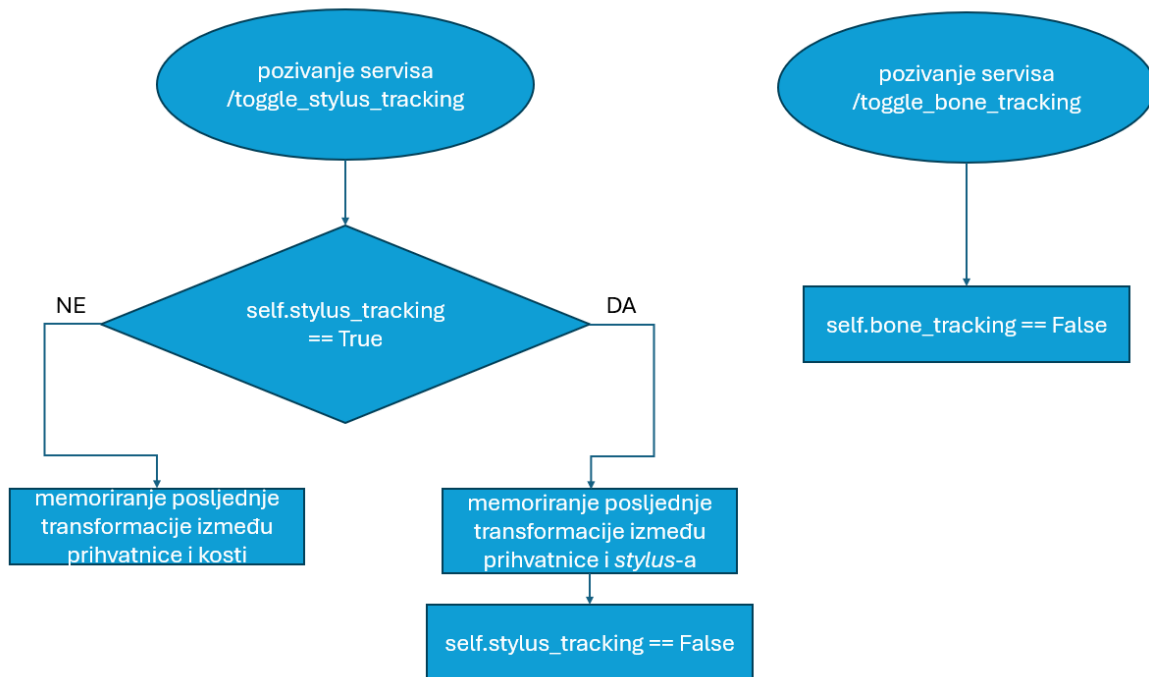 pozivanje servisa
/toggle_stylus_tracking
pozivanje servisa
/toggle_bone_tracking
NE
self.stylus_tracking
== True
DA
self.bone_tracking == False
memoriranje posljednje
transformacije između
prihvatnice i kosti
memoriranje posljednje
transformacije između
prihvatnice i stylus-a
self.stylus_tracking == False